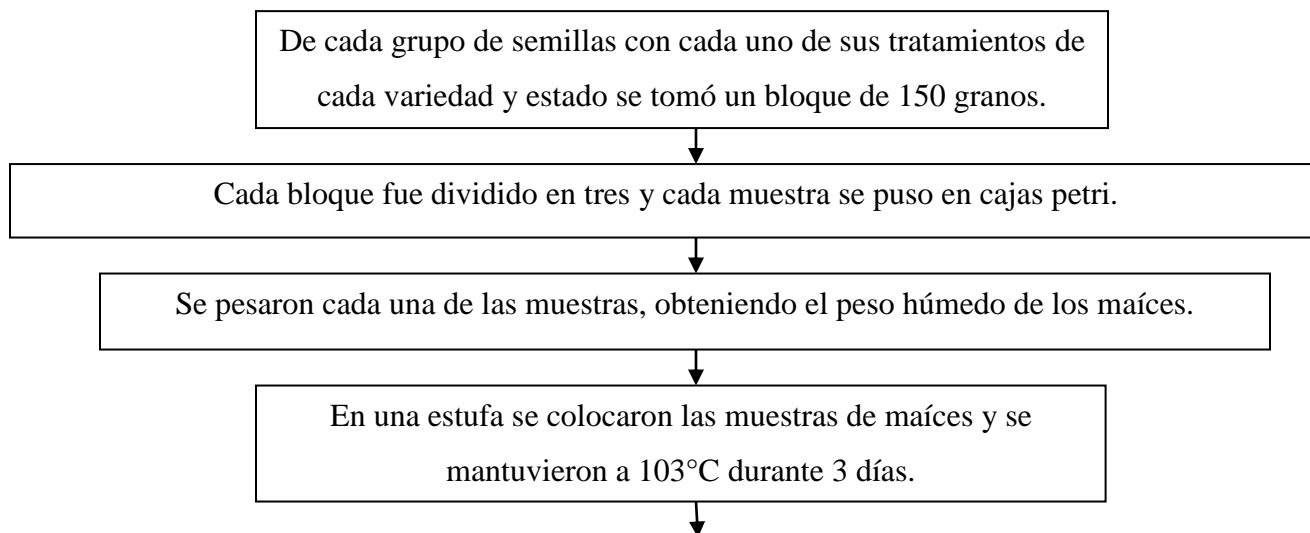 De cada grupo de semillas con cada uno de sus tratamientos de
cada variedad y estado se tomó un bloque de 150 granos.
Cada bloque fue dividido en tres y cada muestra se puso en cajas petri.
Se pesaron cada una de las muestras, obteniendo el peso húmedo de los maíces.
En una estufa se colocaron las muestras de maíces y se
mantuvieron a 103°C durante 3 días.